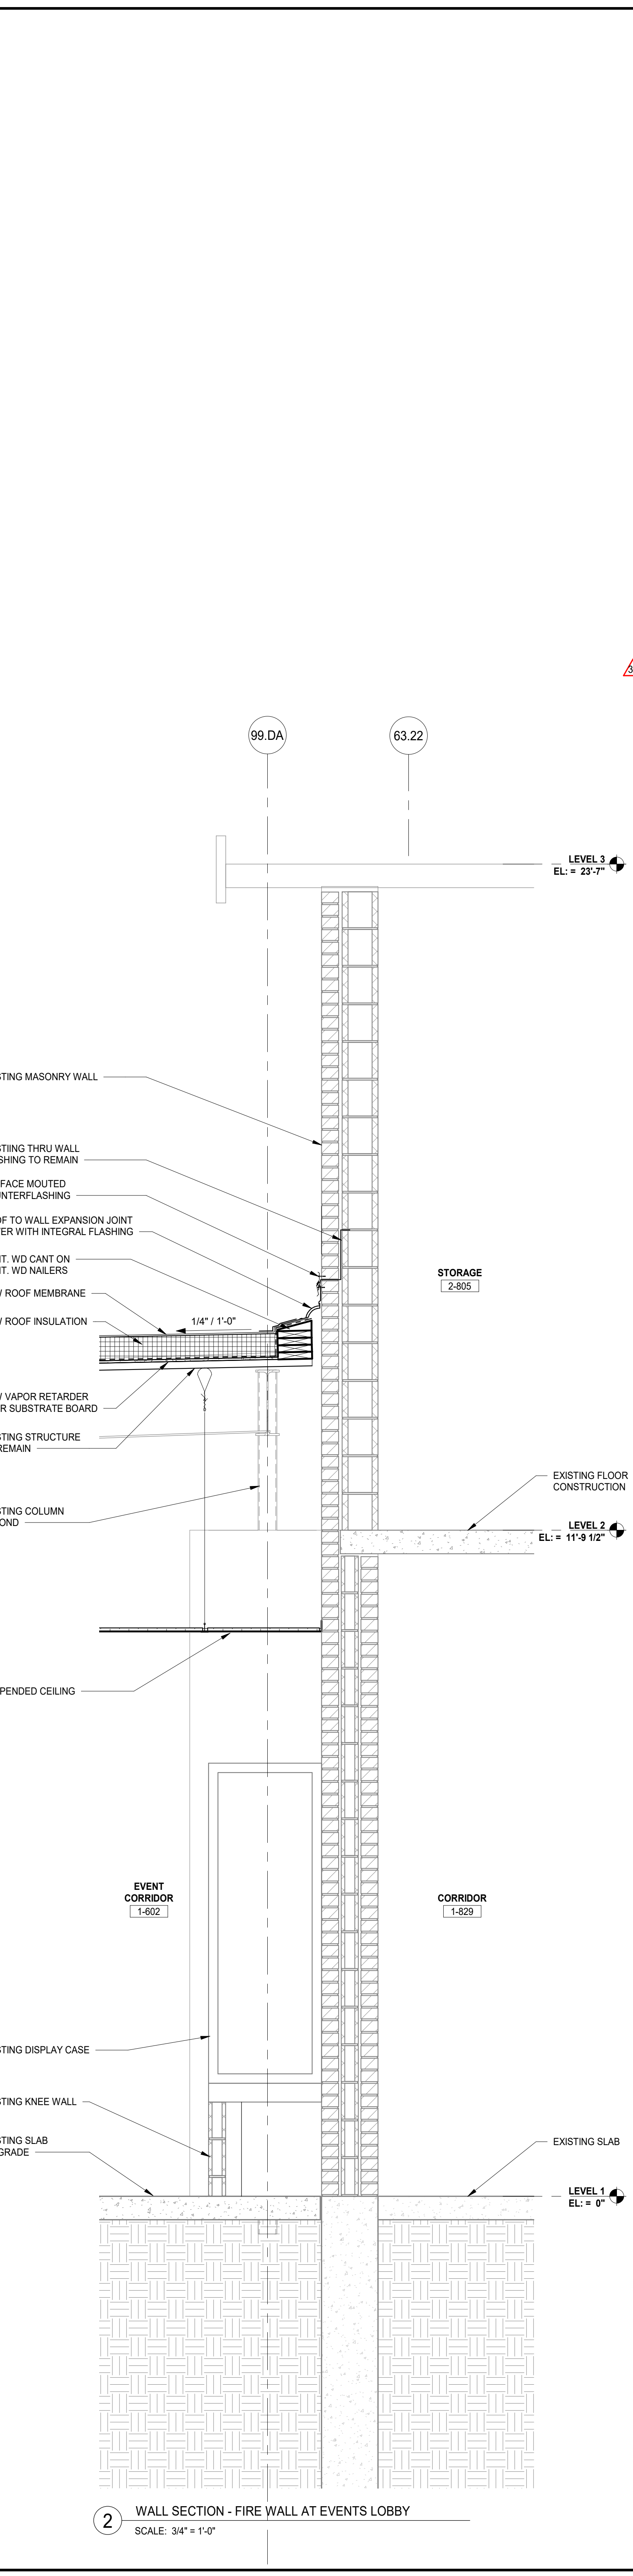 3
99.DA
63.22
LEVEL 3
EL: = 23'-7"
STING MASONRY WALL
STIING THRU WALL
SHING TO REMAIN
FACE MOUTED
UNTERFLASHING
OF TO WALL EXPANSION JOINT
VER WITH INTEGRAL FLASHING
NT. WD CANT ON
NT. WD NAILERS
ROOF MEMBRANE
1/4" / 1'-0"
ROOF INSULATION
STORAGE
2-805
VAPOR RETARDER
R SUBSTRATE BOARD
STING STRUCTURE
REMAIN
STING COLUMN
OND
EXISTING FLOOR
CONSTRUCTION
LEVEL 2
EL: = 11'-9 1/2"
PENDED CEILING
EVENT
CORRIDOR
1-602
CORRIDOR
1-829
STING DISPLAY CASE
STING KNEE WALL
STING SLAB
GRADE
EXISTING SLAB
LEVEL 1
EL: = 0"
2
WALL SECTION - FIRE WALL AT EVENTS LOBBY
SCALE: 3/4" = 1'-0"